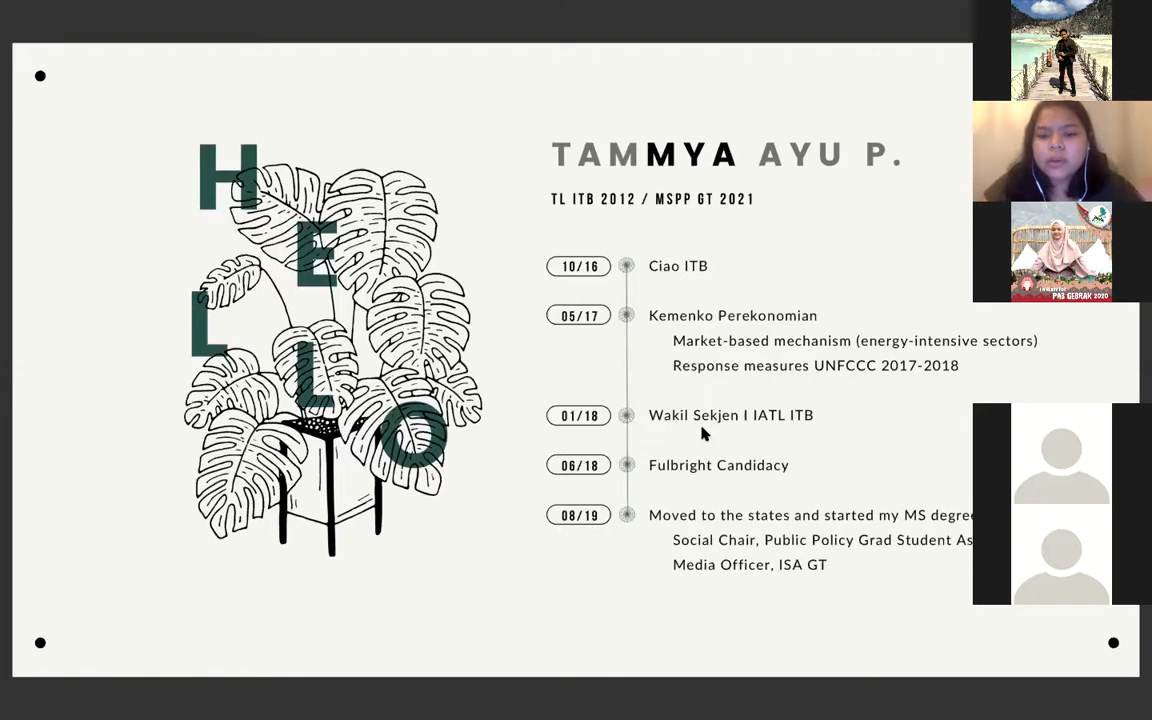 HELLO
TAMMYA AYU P.
TL ITB 2012 / MSPP GT 2021
10/16 Ciao ITB
05/17 Kemenko Perekonomian
Market-based mechanism (energy-intensive sectors)
Response measures UNFCCC 2017-2018
01/18 Wakil Sekjen I IATL ITB
06/18 Fulbright Candidacy
08/19 Moved to the states and started my MS degree
Social Chair, Public Policy Grad Student As
Media Officer, ISA GT
PAB GEBRAK 2020